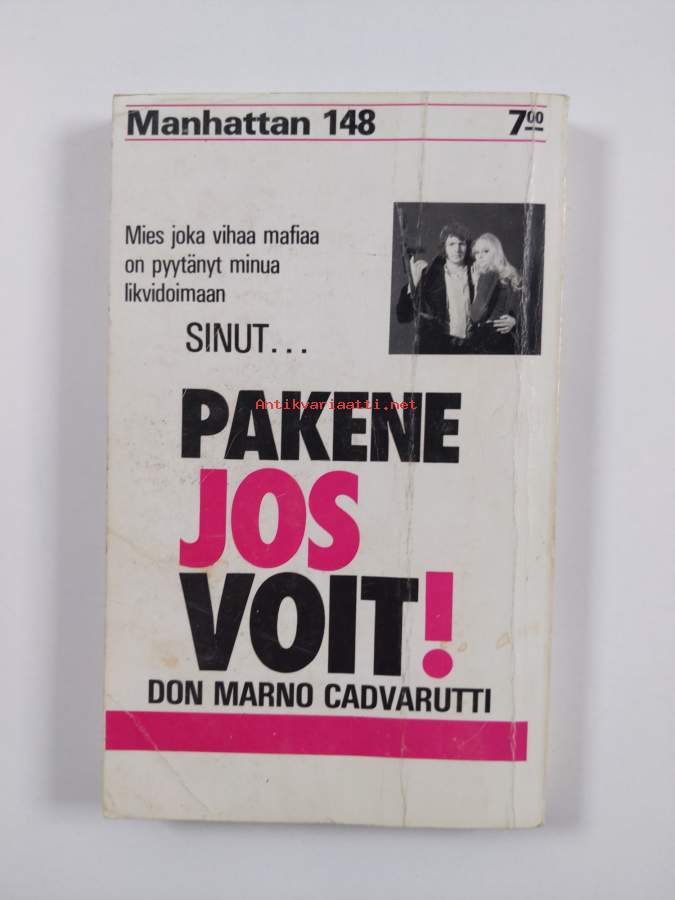 Manhattan 148 7.00
Mies joka vihaa mafiaa
on pyytänyt minua
likvidoimaan
SINUT...
PAKENE
Antikvariaatti.net
JOS
VOIT!
DON MARNO CADVARUTTI